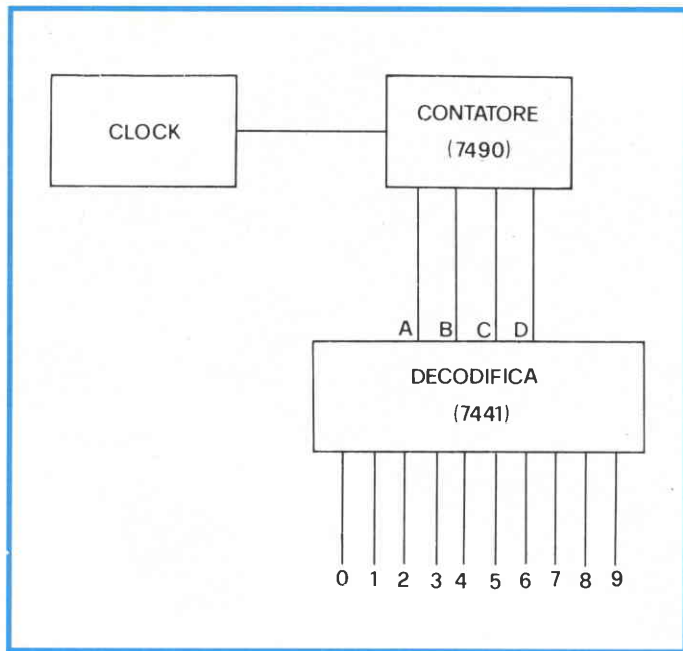 CLOCK
CONTATORE
(7490)
A B C D
DECODIFICA
(7441)
0 1 2 3 4 5 6 7 8 9